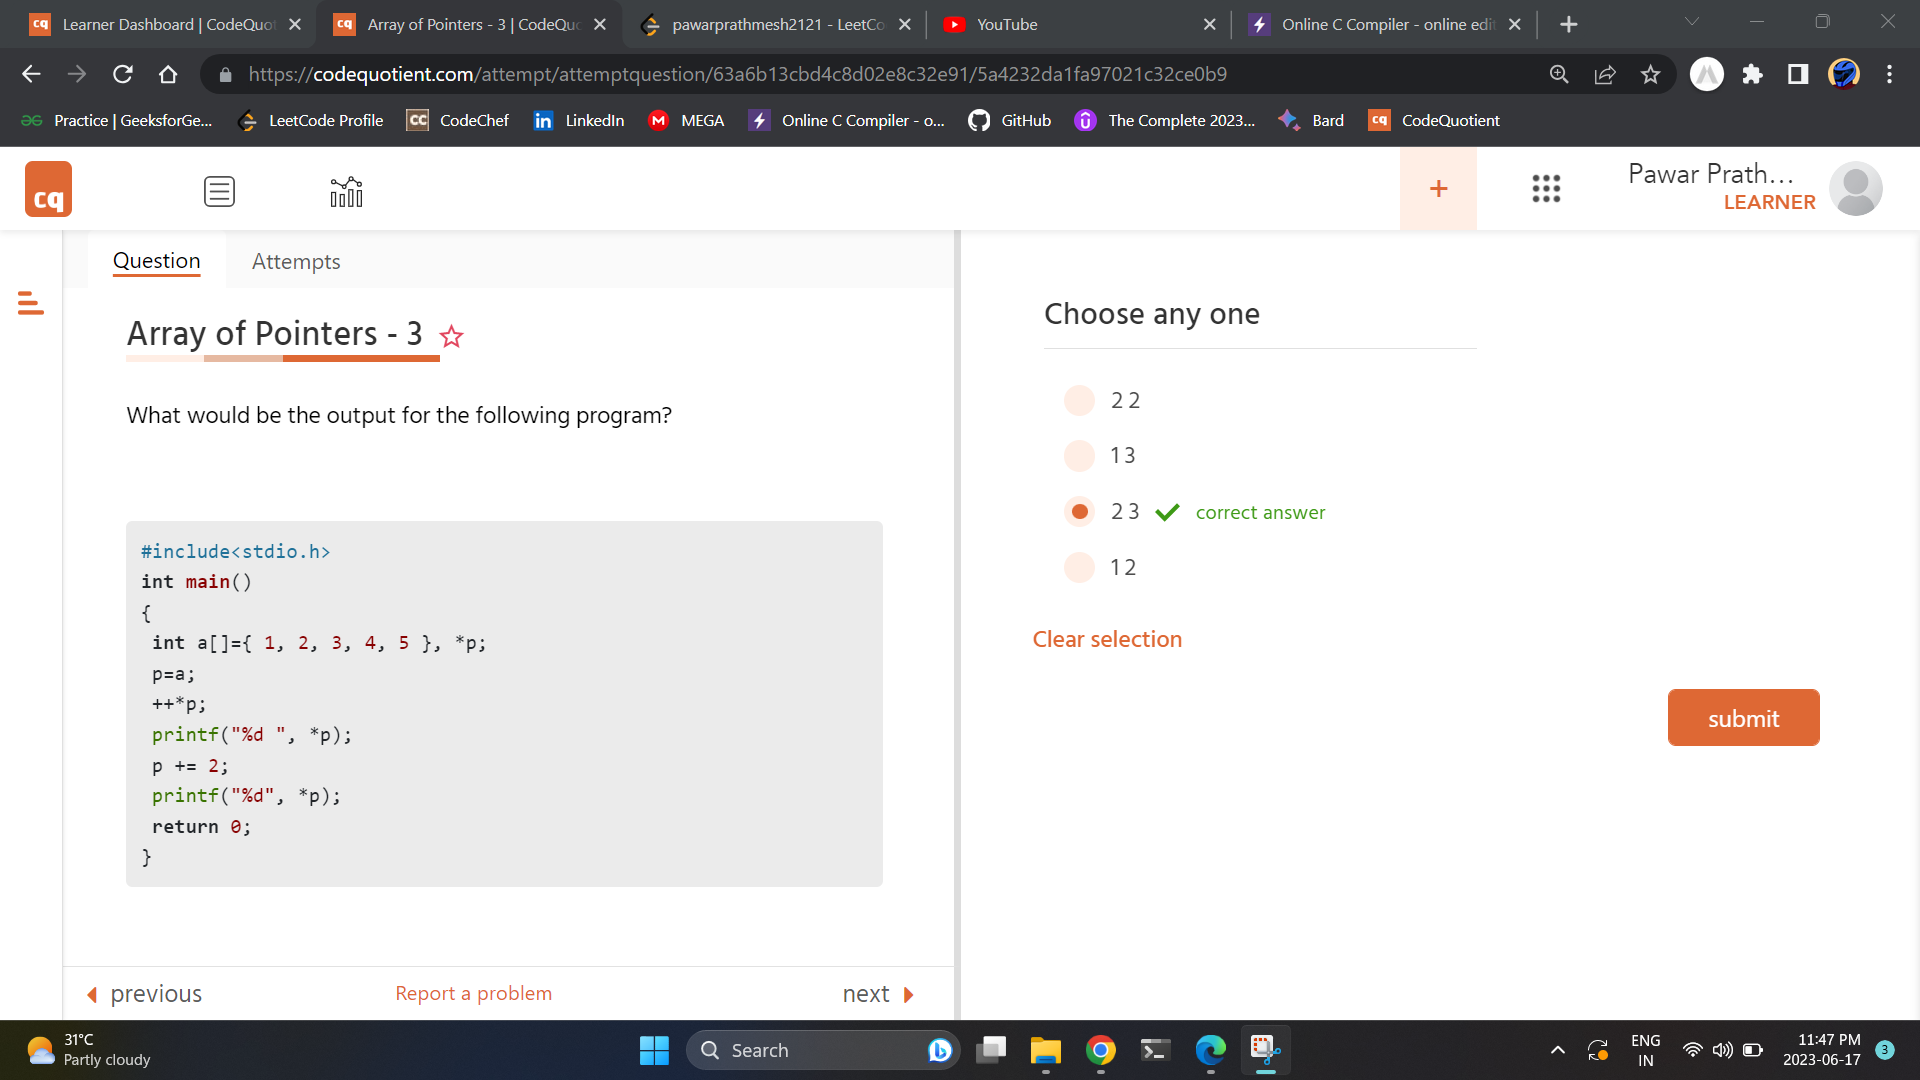 Learner Dashboard | CodeQuot
Array of Pointers - 3 | CodeQuo
pawarprathmesh2121 - LeetCo
YouTube
Online C Compiler - online edit
https://codequotient.com/attempt/attemptquestion/63a6b13cbd4c8d02e8c32e91/5a4232da1fa97021c32ce0b9
Practice | GeeksforGe...
LeetCode Profile
CC
CodeChef
in
LinkedIn
M
MEGA
Online C Compiler - o...
GitHub
The Complete 2023...
Bard
cq
CodeQuotient
cq
+
Pawar Prath...
LEARNER
Question
Attempts
Array of Pointers - 3
What would be the output for the following program?
#include<stdio.h>
int main()
{
int a[]={ 1, 2, 3, 4, 5 }, *p;
p=a;
++*p;
printf("%d ", *p);
p += 2;
printf("%d", *p);
return 0;
}
previous
Report a problem
next
Choose any one
2 2
1 3
2 3
correct answer
1 2
Clear selection
submit
31°C
Partly cloudy
Search
ENG
IN
11:47 PM
2023-06-17
3